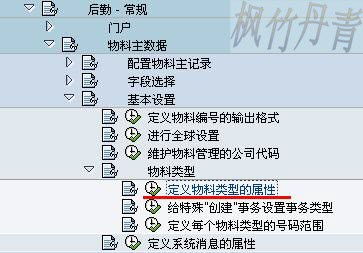 后勤 - 常规
枫竹丹青
门户
物料主数据
配置物料主记录
字段选择
基本设置
定义物料编号的输出格式
进行全球设置
维护物料管理的公司代码
物料类型
定义物料类型的属性
给特殊"创建"事务设置事务类型
定义每个物料类型的号码范围
定义系统消息的属性